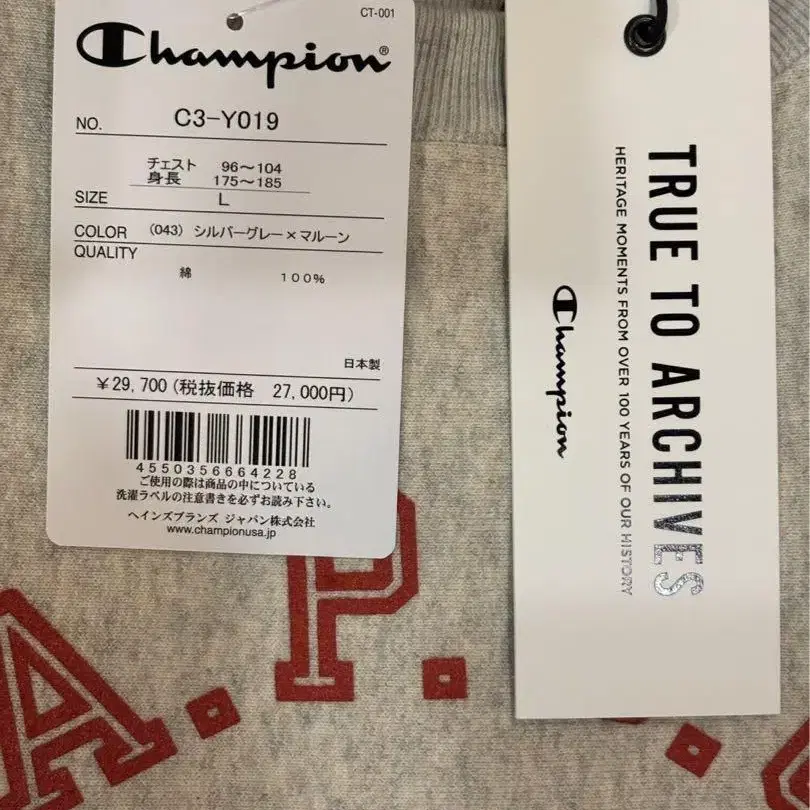 CT-001
Champion®
NO. C3-Y019
チェスト 96～104
身長 175～185
SIZE L
COLOR (043) シルバーグレー×マルーン
QUALITY
綿 100%
日本製
¥29,700(税抜価格 27,000円)
4550356664228
ご使用の際は商品の中についている
洗濯ラベルの注意書きを必ずお読み下さい。
ヘインズブランズ ジャパン株式会社
www.championusa.jp
TRUE TO ARCHIVES
HERITAGE MOMENTS FROM OVER 100 YEARS OF OUR HISTORY
Champion
A.P.